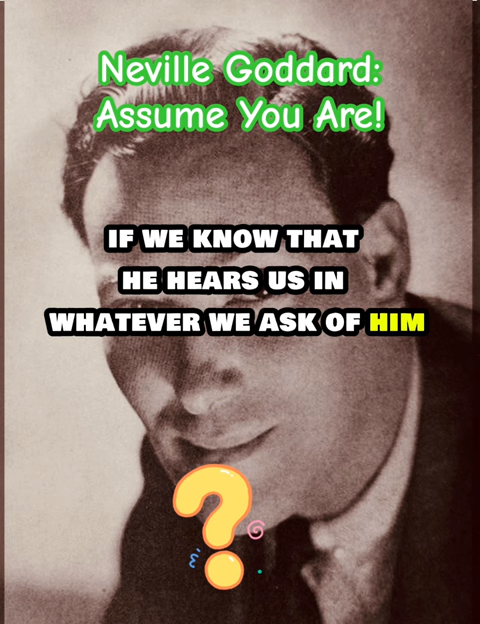 Neville Goddard:
Assume You Are!
IF WE KNOW THAT
HE HEARS US IN
WHATEVER WE ASK OF HIM
?